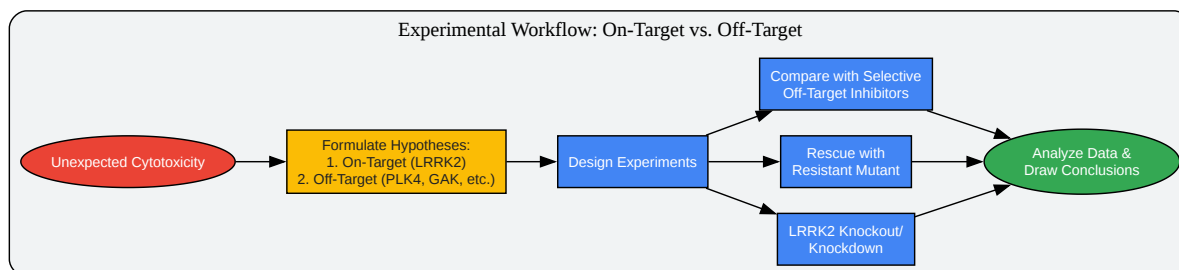 Experimental Workflow: On-Target vs. Off-Target
Unexpected Cytotoxicity
Formulate Hypotheses:
1. On-Target (LRRK2)
2. Off-Target (PLK4, GAK, etc.)
Design Experiments
Compare with Selective
Off-Target Inhibitors
Rescue with
Resistant Mutant
LRRK2 Knockout/
Knockdown
Analyze Data &
Draw Conclusions